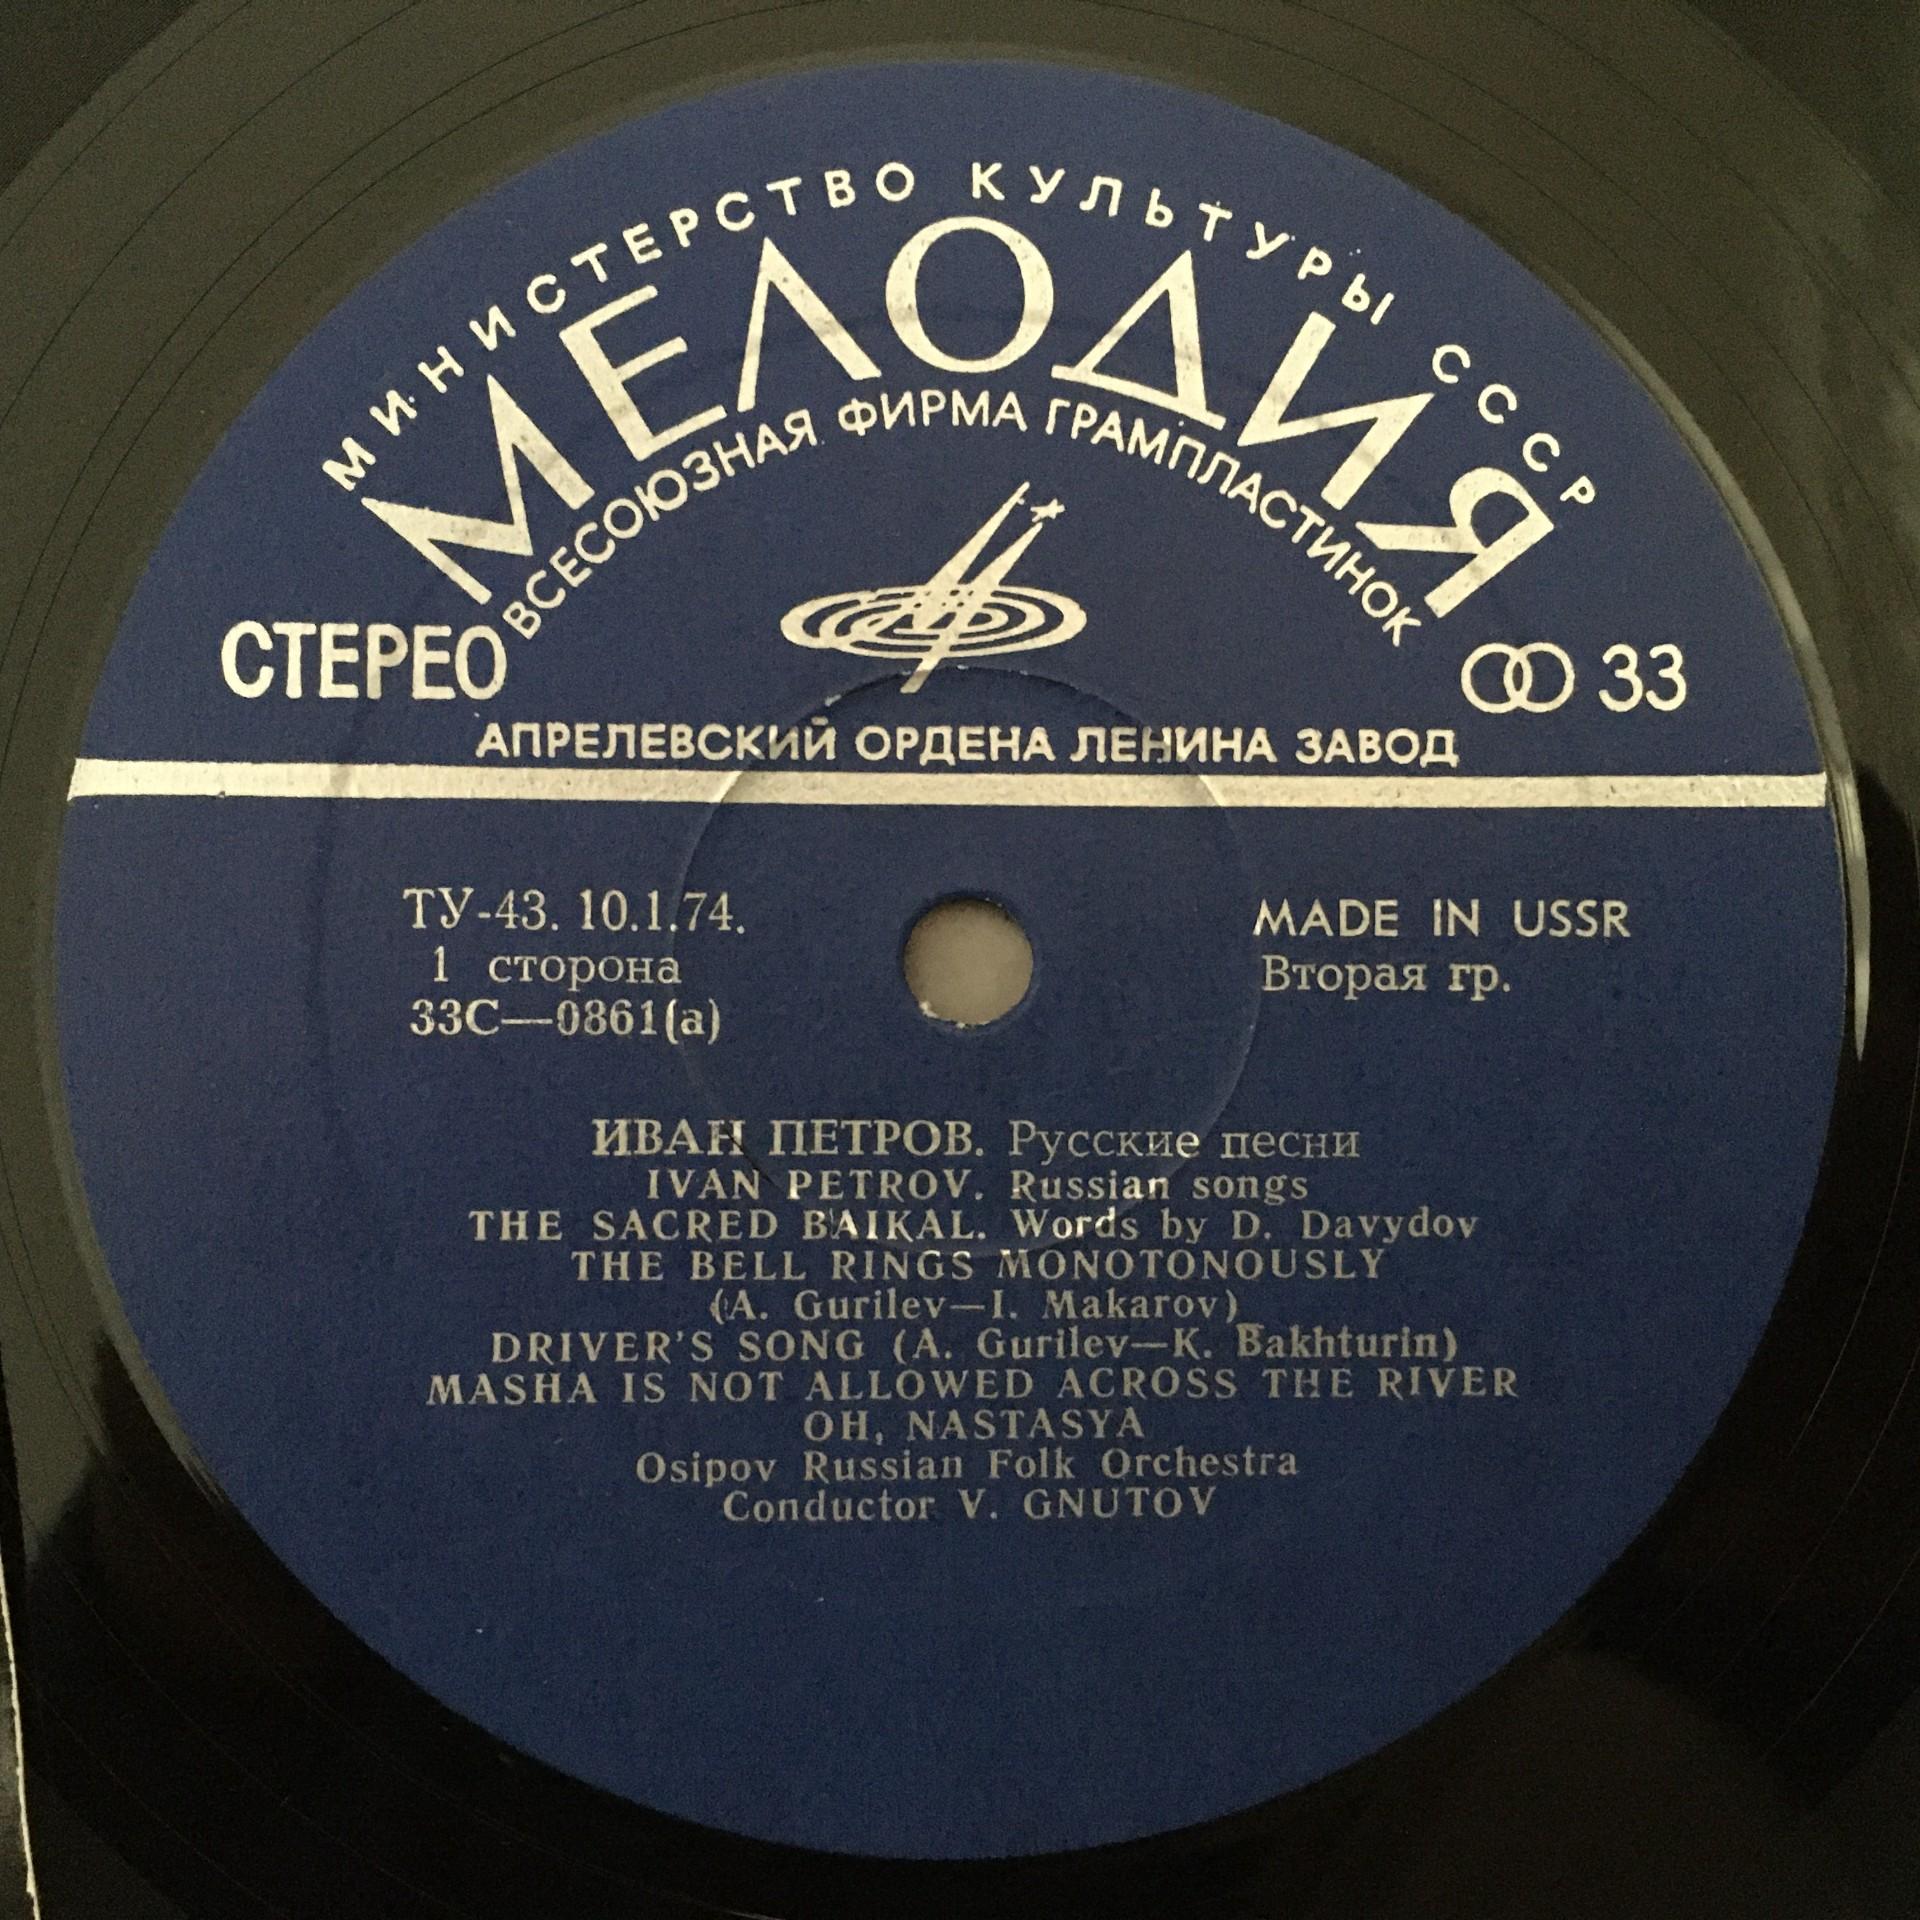 МИНИСТЕРСТВО КУЛЬТУРЫ СССР
МЕЛОДИЯ
ВСЕСОЮЗНАЯ ФИРМА ГРАМПЛАСТИНОК
СТЕРЕО
33
АПРЕЛЕВСКИЙ ОРДЕНА ЛЕНИНА ЗАВОД
ТУ-43. 10.1.74.
1 сторона
33С—0861(а)
MADE IN USSR
Вторая гр.
ИВАН ПЕТРОВ. Русские песни
IVAN PETROV. Russian songs
THE SACRED BAIKAL. Words by D. Davydov
THE BELL RINGS MONOTONOUSLY
(A. Gurilev—I. Makarov)
DRIVER'S SONG (A. Gurilev—K. Bakhturin)
MASHA IS NOT ALLOWED ACROSS THE RIVER
OH, NASTASYA
Osipov Russian Folk Orchestra
Conductor V. GNUTOV